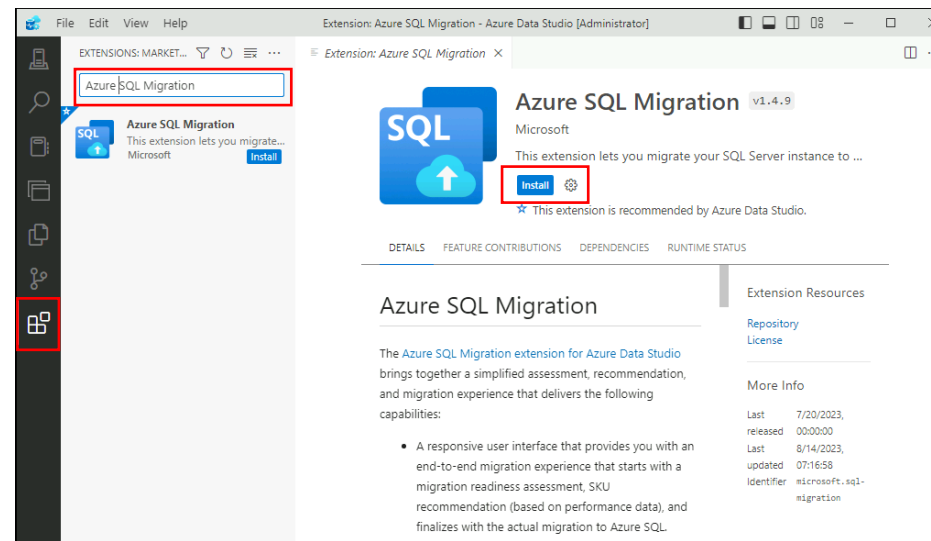 File Edit View Help
Extension: Azure SQL Migration - Azure Data Studio [Administrator]
EXTENSIONS: MARKET...
Azure SQL Migration
SQL
Azure SQL Migration
This extension lets you migrate...
Microsoft
Install
Extension: Azure SQL Migration
SQL
Azure SQL Migration v1.4.9
Microsoft
This extension lets you migrate your SQL Server instance to ...
Install
This extension is recommended by Azure Data Studio.
DETAILS FEATURE CONTRIBUTIONS DEPENDENCIES RUNTIME STATUS
Azure SQL Migration
The Azure SQL Migration extension for Azure Data Studio
brings together a simplified assessment, recommendation,
and migration experience that delivers the following
capabilities:
• A responsive user interface that provides you with an
end-to-end migration experience that starts with a
migration readiness assessment, SKU
recommendation (based on performance data), and
finalizes with the actual migration to Azure SQL.
Extension Resources
Repository
License
More Info
Last 7/20/2023,
released 00:00:00
Last 8/14/2023,
updated 07:16:58
Identifier microsoft.sql-
migration